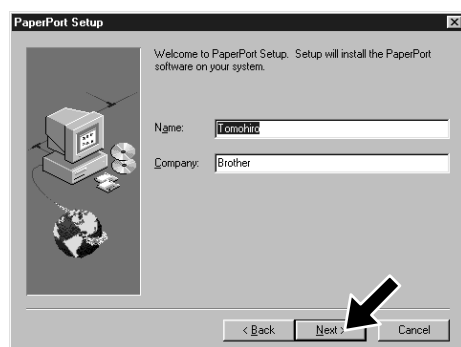 PaperPort Setup
Welcome to PaperPort Setup. Setup will install the PaperPort
software on your system.
Name: Tomohiro
Company: Brother
< Back Next > Cancel